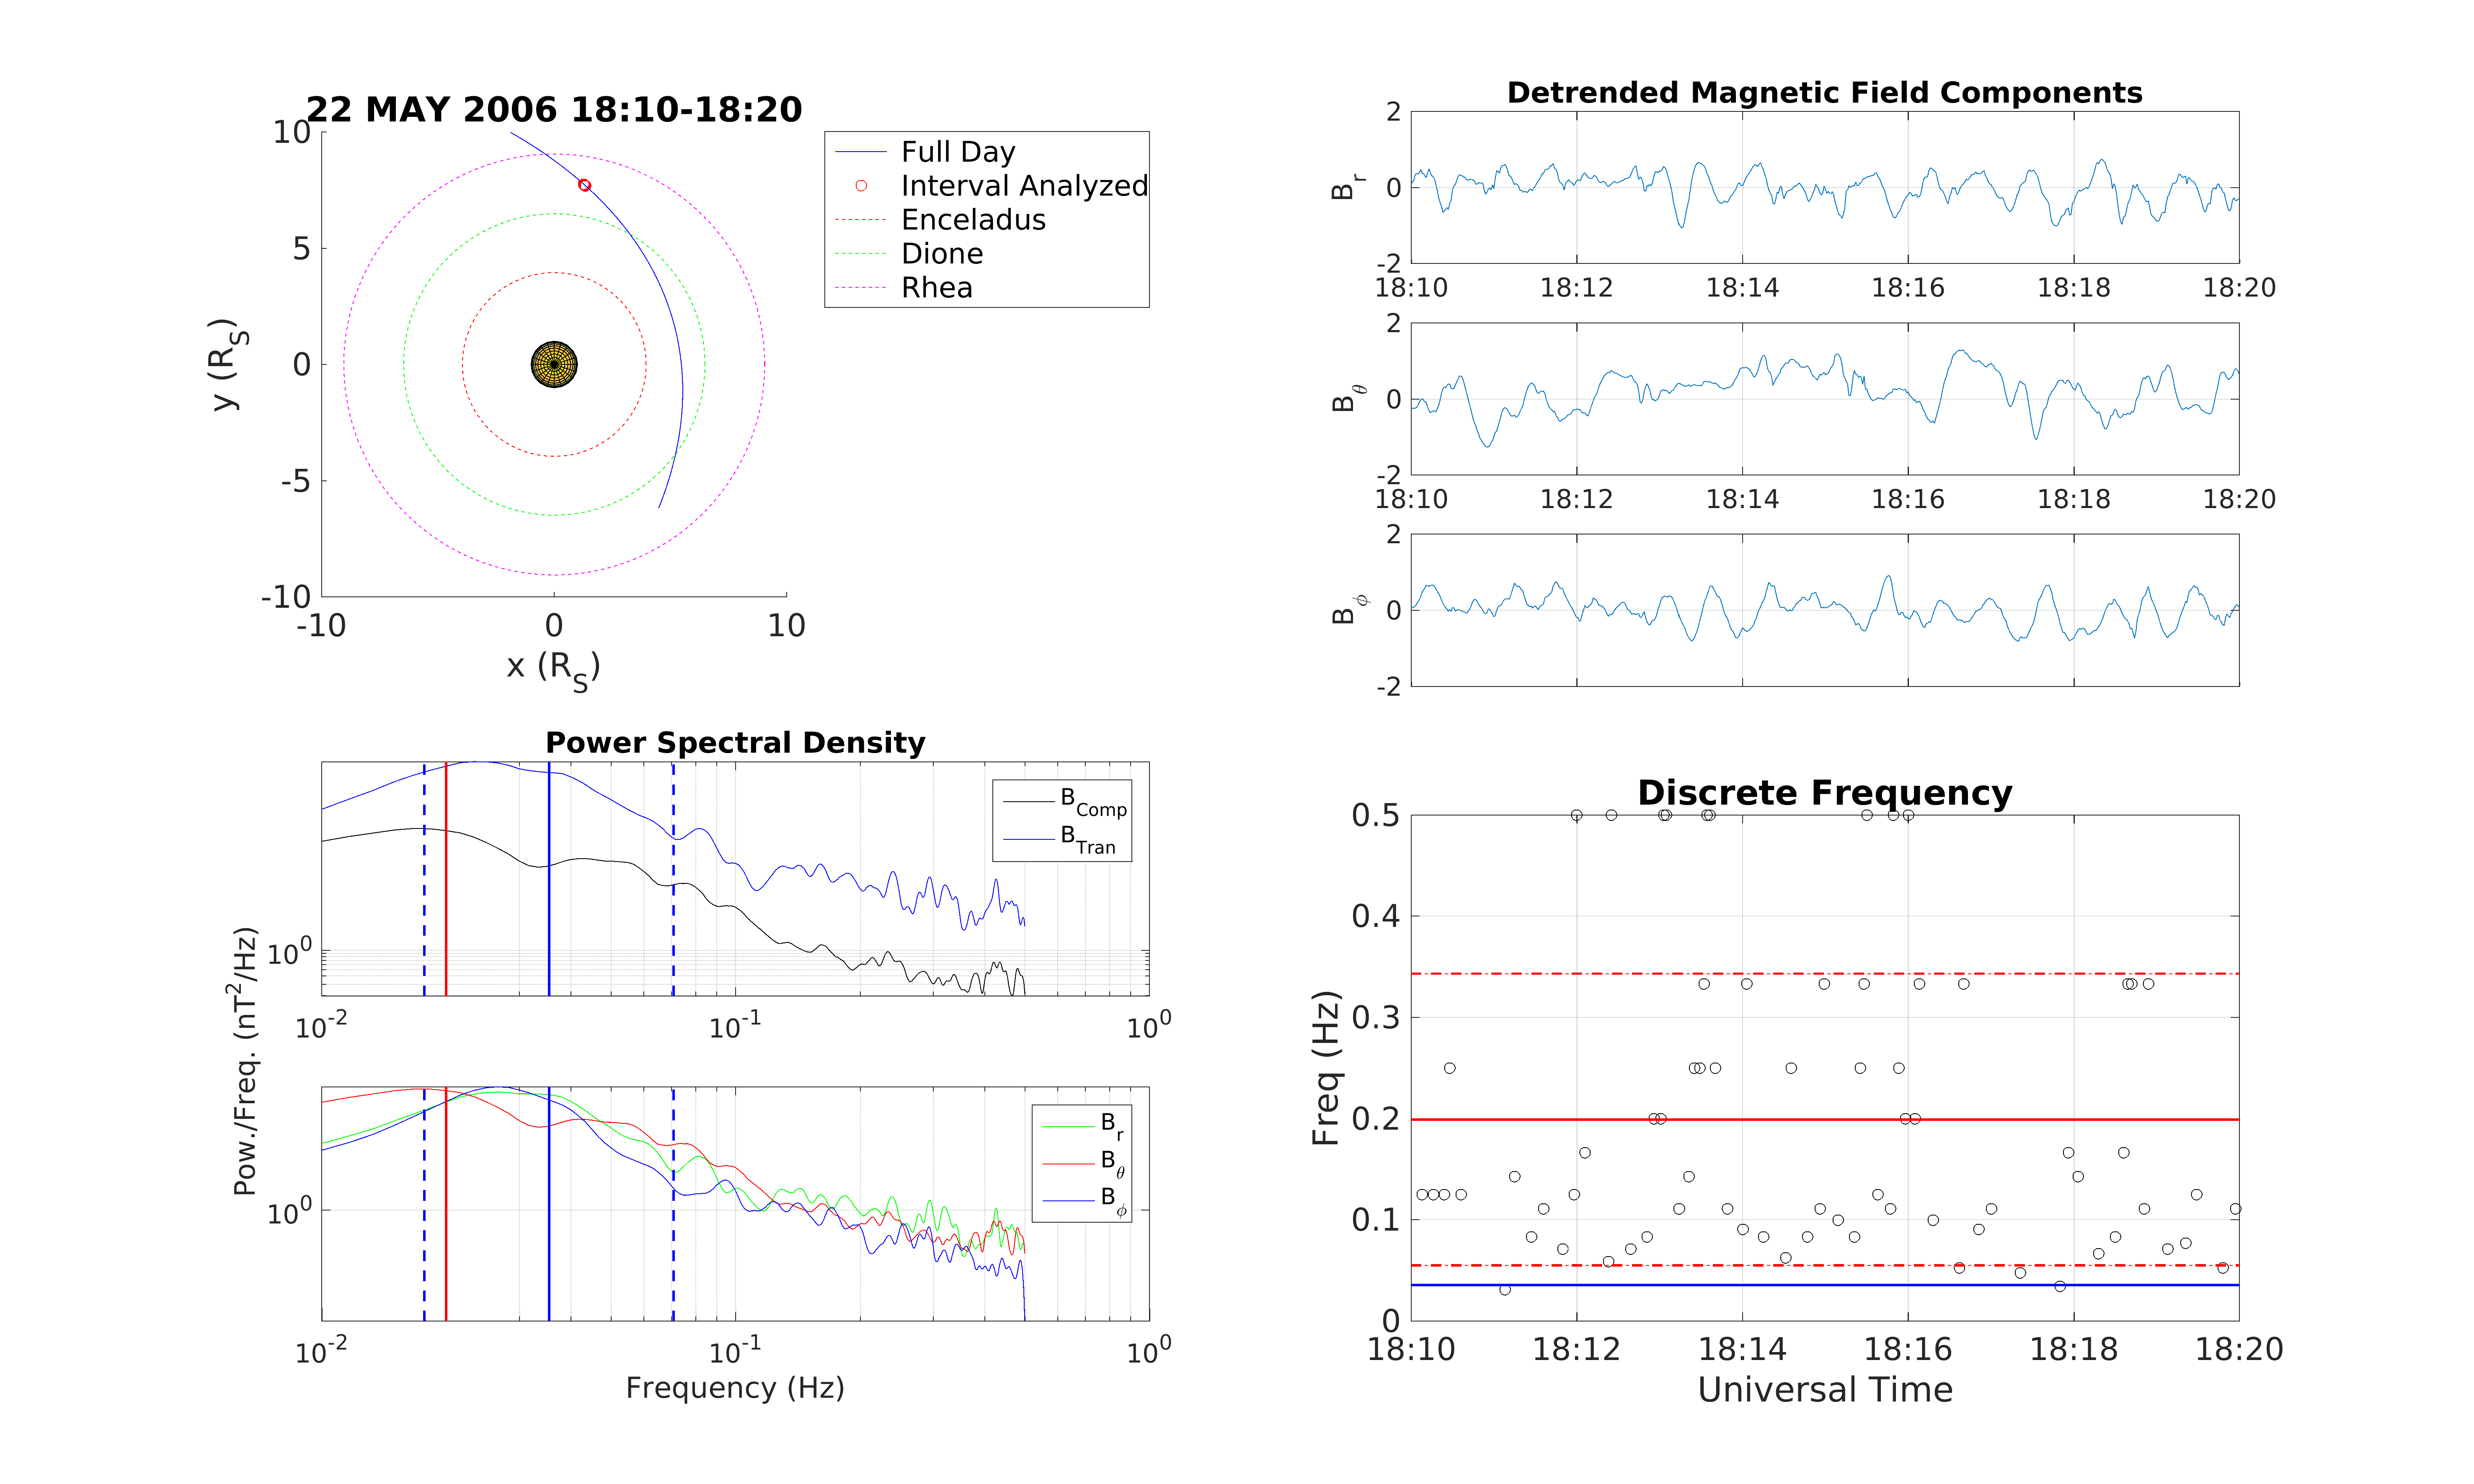 22 MAY 2006 18:10-18:20
10
5
0
-5
-10
-10
0
10
y (R_S)
x (R_S)
Full Day
Interval Analyzed
Enceladus
Dione
Rhea
Detrended Magnetic Field Components
2
0
-2
B_r
18:10
18:12
18:14
18:16
18:18
18:20
2
0
-2
B_θ
18:10
18:12
18:14
18:16
18:18
18:20
2
0
-2
B_ϕ
Power Spectral Density
B_Comp
B_Tran
10^0
10^-2
10^-1
10^0
Pow./Freq. (nT^2/Hz)
B_r
B_θ
B_ϕ
10^0
10^-2
10^-1
10^0
Frequency (Hz)
Discrete Frequency
0.5
0.4
0.3
0.2
0.1
0
Freq (Hz)
18:10
18:12
18:14
18:16
18:18
18:20
Universal Time